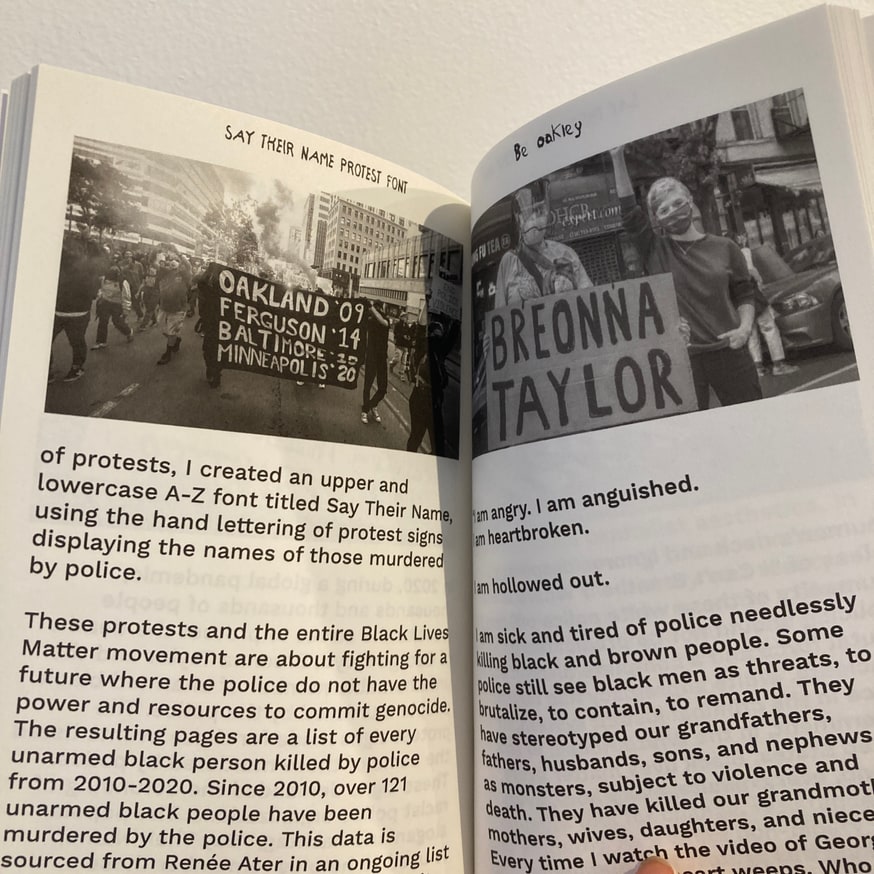 SAY THEIR NAME PROTEST FONT
OAKLAND '09
FERGUSON '14
BALTIMORE '15
MINNEAPOLIS '20
of protests, I created an upper and
lowercase A-Z font titled Say Their Name,
using the hand lettering of protest signs
displaying the names of those murdered
by police.
These protests and the entire Black Lives
Matter movement are about fighting for a
future where the police do not have the
power and resources to commit genocide.
The resulting pages are a list of every
unarmed black person killed by police
from 2010-2020. Since 2010, over 121
unarmed black people have been
murdered by the police. This data is
sourced from Renée Ater in an ongoing list
Be oakley
expert.com
FU TEA
BREONNA
TAYLOR
I am angry. I am anguished.
I am heartbroken.
I am hollowed out.
I am sick and tired of police needlessly
killing black and brown people. Some
police still see black men as threats, to
brutalize, to contain, to remand. They
have stereotyped our grandfathers,
fathers, husbands, sons, and nephews
as monsters, subject to violence and
death. They have killed our
mothers, wives, daughters, and
Every time I watch the video of
weeps. Who